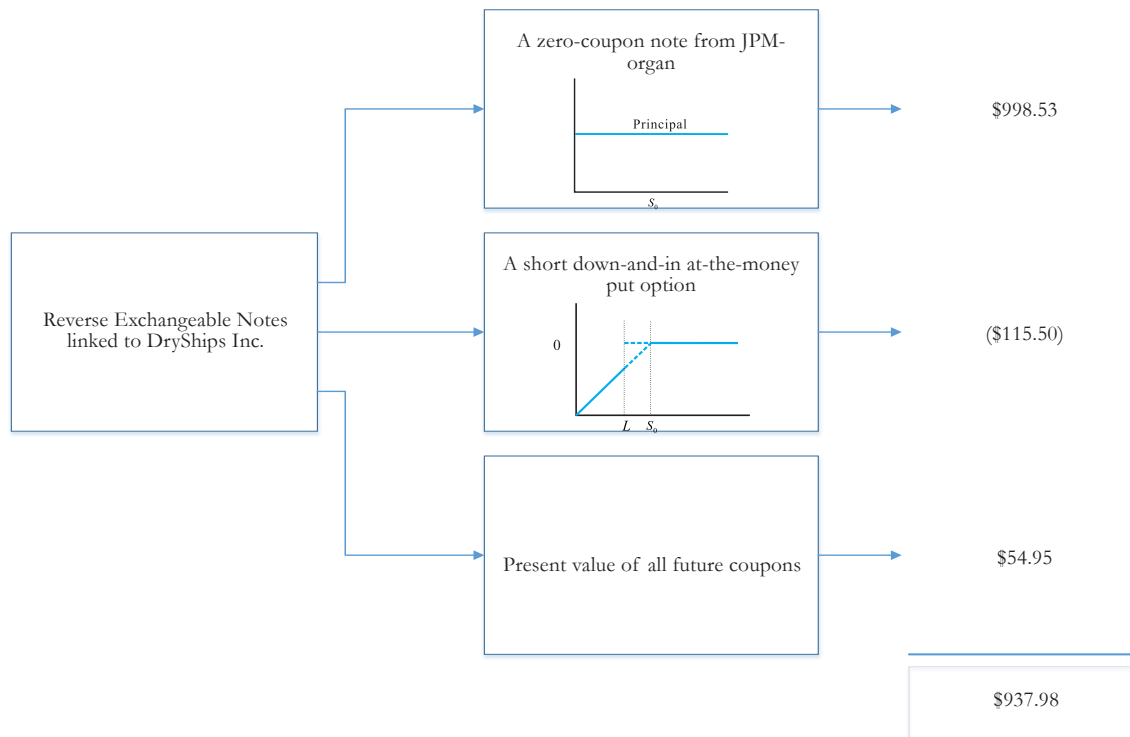 A zero-coupon note from JPM-
organ
Principal
S₀
$998.53
Reverse Exchangeable Notes
linked to DryShips Inc.
A short down-and-in at-the-money
put option
0
L S₀
($115.50)
Present value of all future coupons
$54.95
$937.98